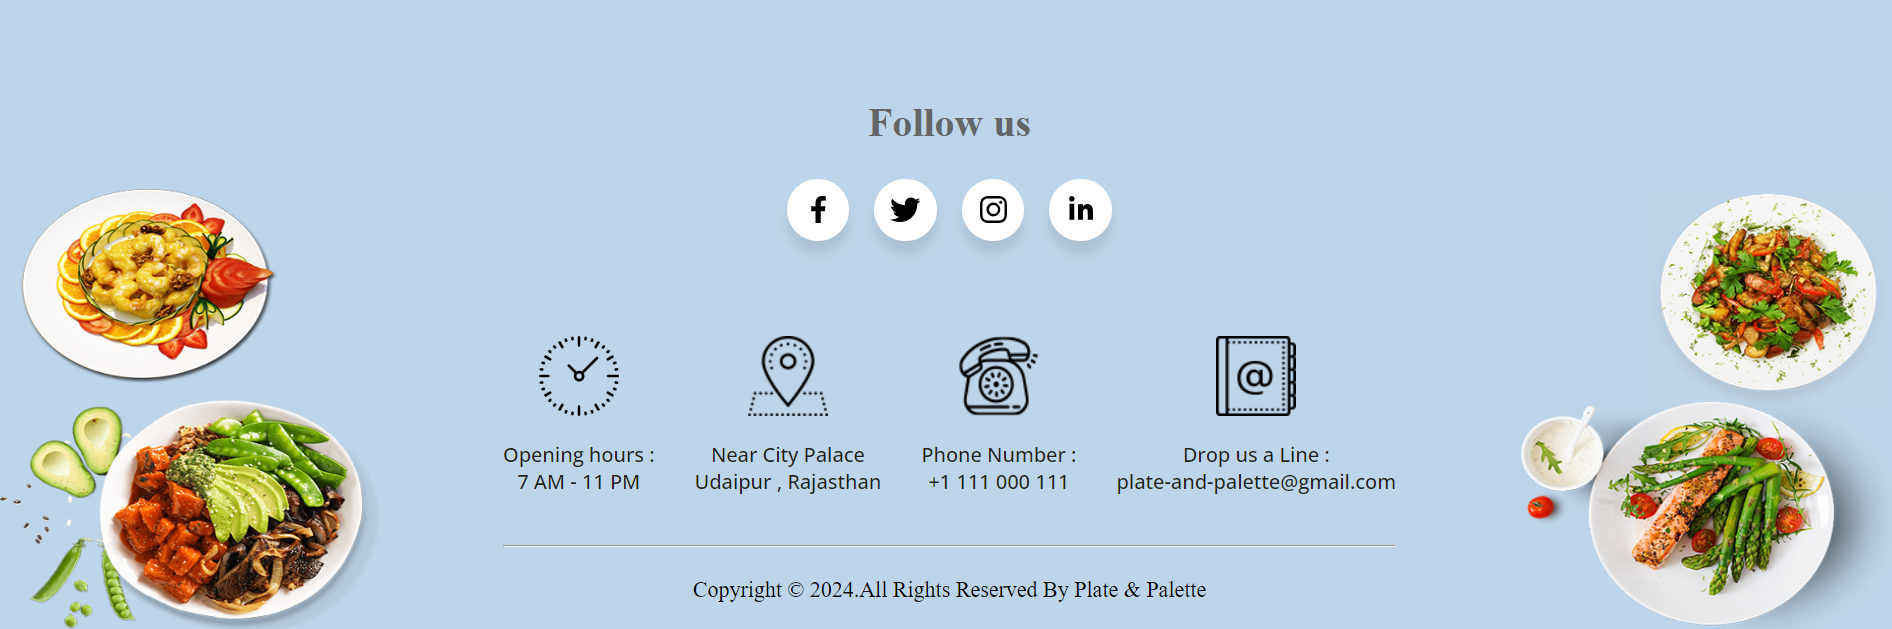 Follow us
Opening hours :
7 AM - 11 PM
Near City Palace
Udaipur , Rajasthan
Phone Number :
+1 111 000 111
Drop us a Line :
plate-and-palette@gmail.com
Copyright © 2024.All Rights Reserved By Plate & Palette